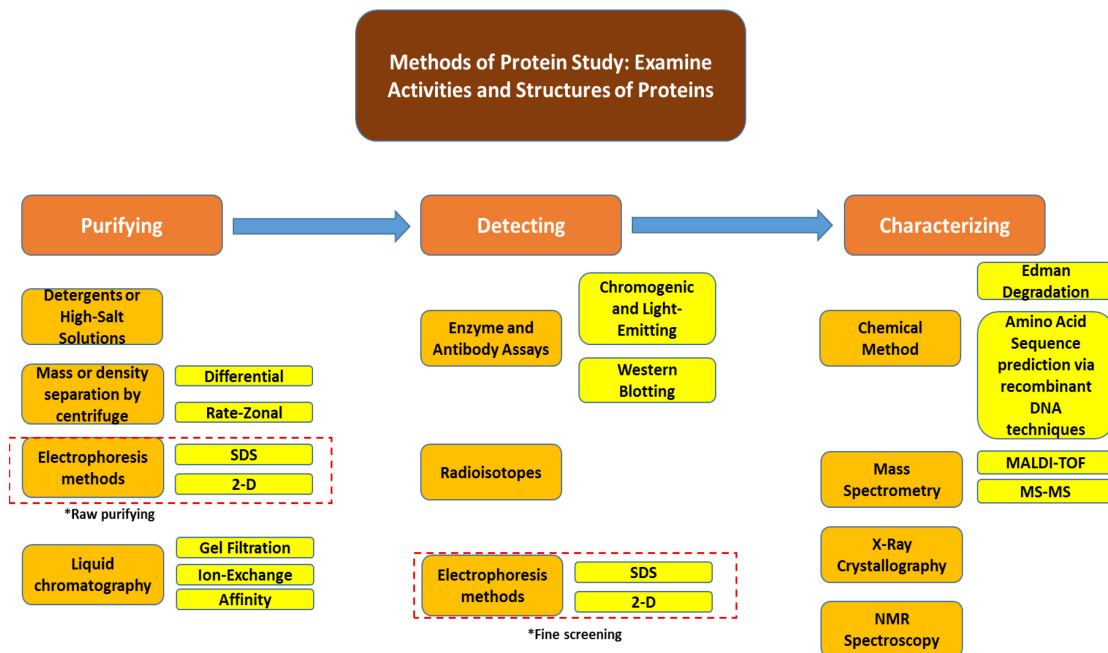 Methods of Protein Study: Examine
Activities and Structures of Proteins
Purifying
Detecting
Characterizing
Detergents or
High-Salt
Solutions
Mass or density
separation by
centrifuge
Differential
Rate-Zonal
Electrophoresis
methods
SDS
2-D
*Raw purifying
Liquid
chromatography
Gel Filtration
Ion-Exchange
Affinity
Enzyme and
Antibody Assays
Chromogenic
and Light-
Emitting
Western
Blotting
Radioisotopes
Electrophoresis
methods
SDS
2-D
*Fine screening
Chemical
Method
Edman
Degradation
Amino Acid
Sequence
prediction via
recombinant
DNA
techniques
Mass
Spectrometry
MALDI-TOF
MS-MS
X-Ray
Crystallography
NMR
Spectroscopy